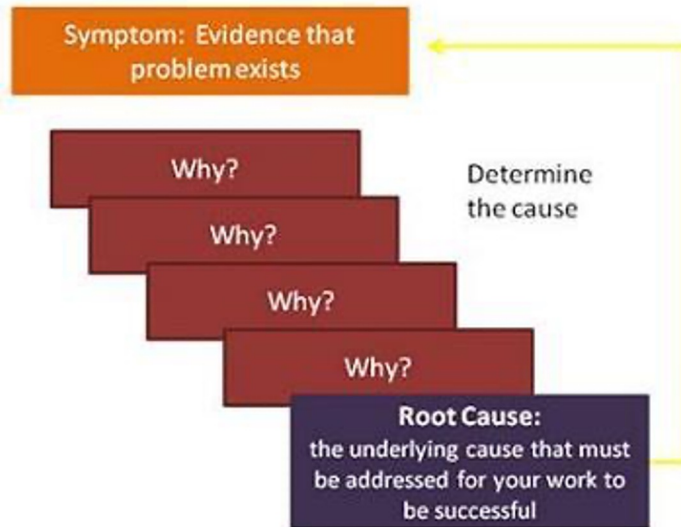 Symptom: Evidence that
problem exists
Why?
Determine
the cause
Why?
Why?
Why?
Root Cause:
the underlying cause that must
be addressed for your work to
be successful